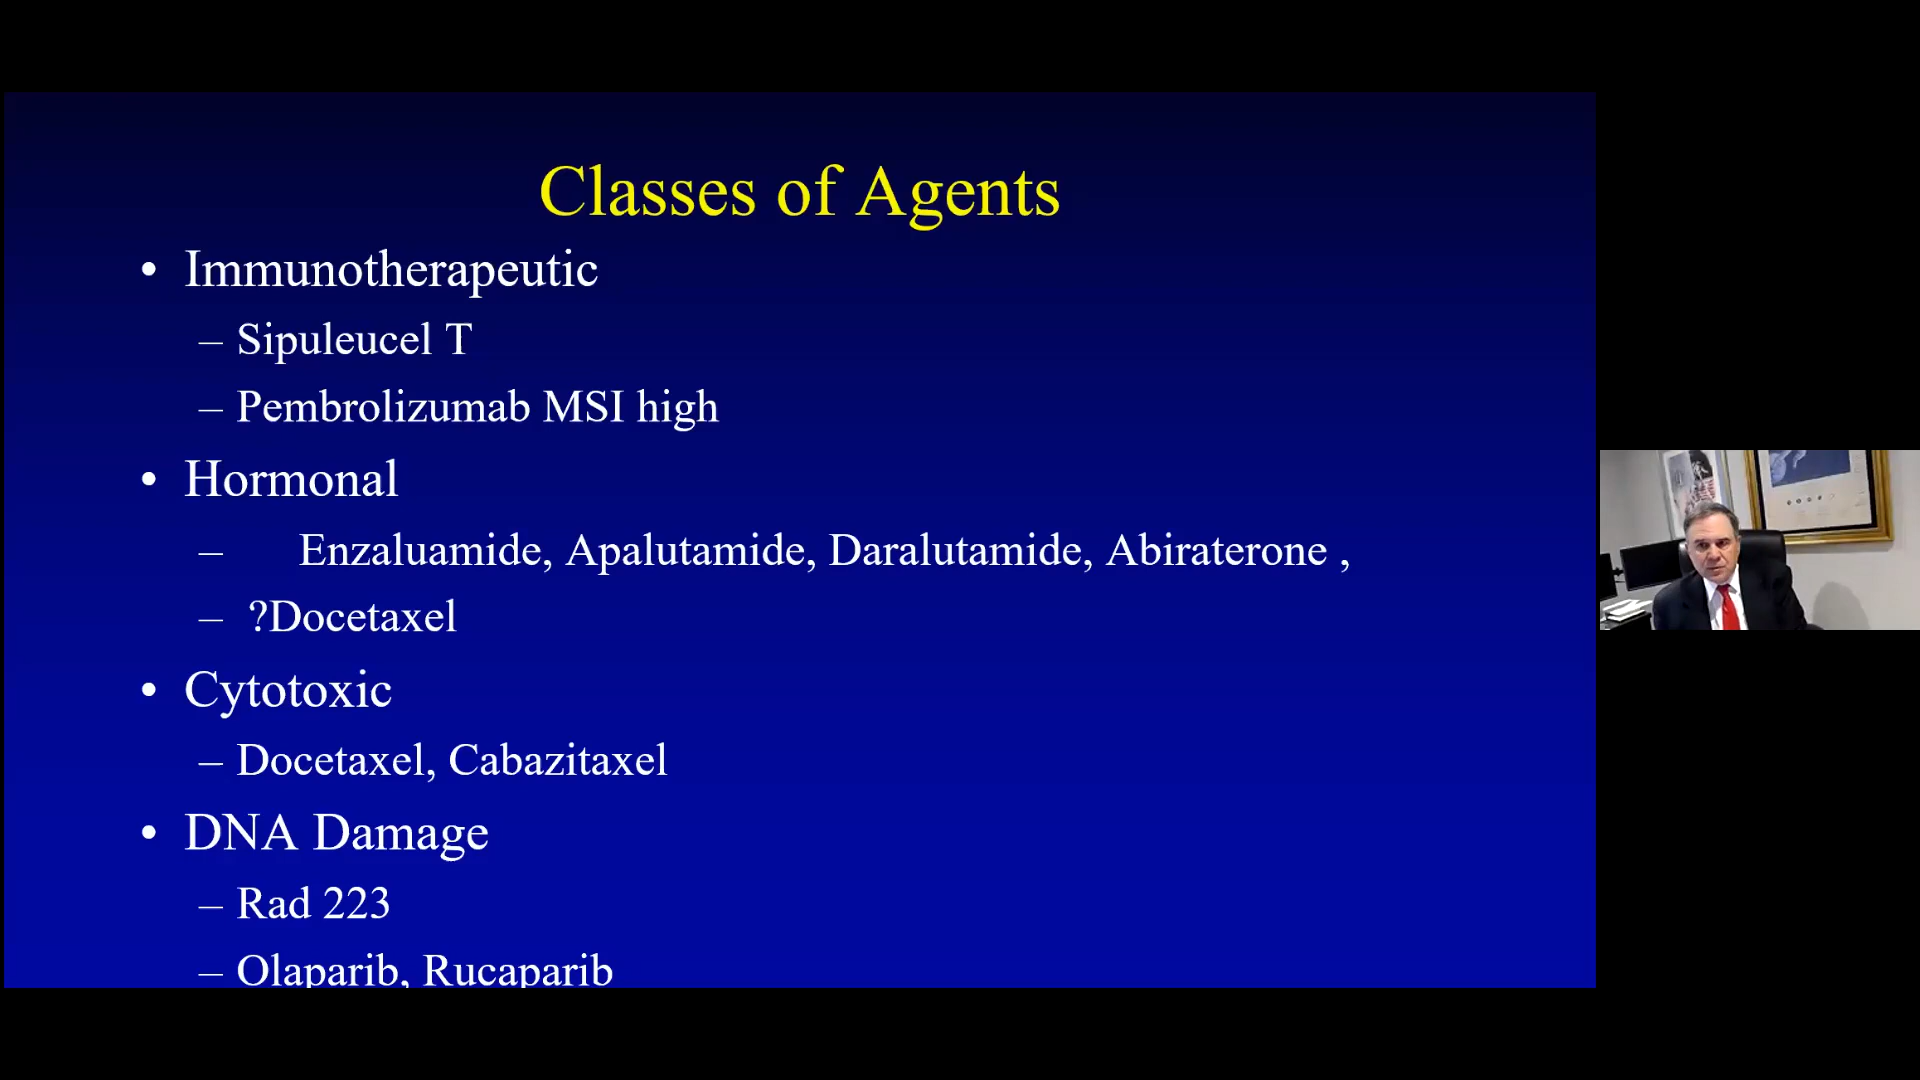 Classes of Agents
• Immunotherapeutic
– Sipuleucel T
– Pembrolizumab MSI high
• Hormonal
– Enzaluamide, Apalutamide, Daralutamide, Abiraterone ,
– ?Docetaxel
• Cytotoxic
– Docetaxel, Cabazitaxel
• DNA Damage
– Rad 223
– Olaparib, Rucaparib